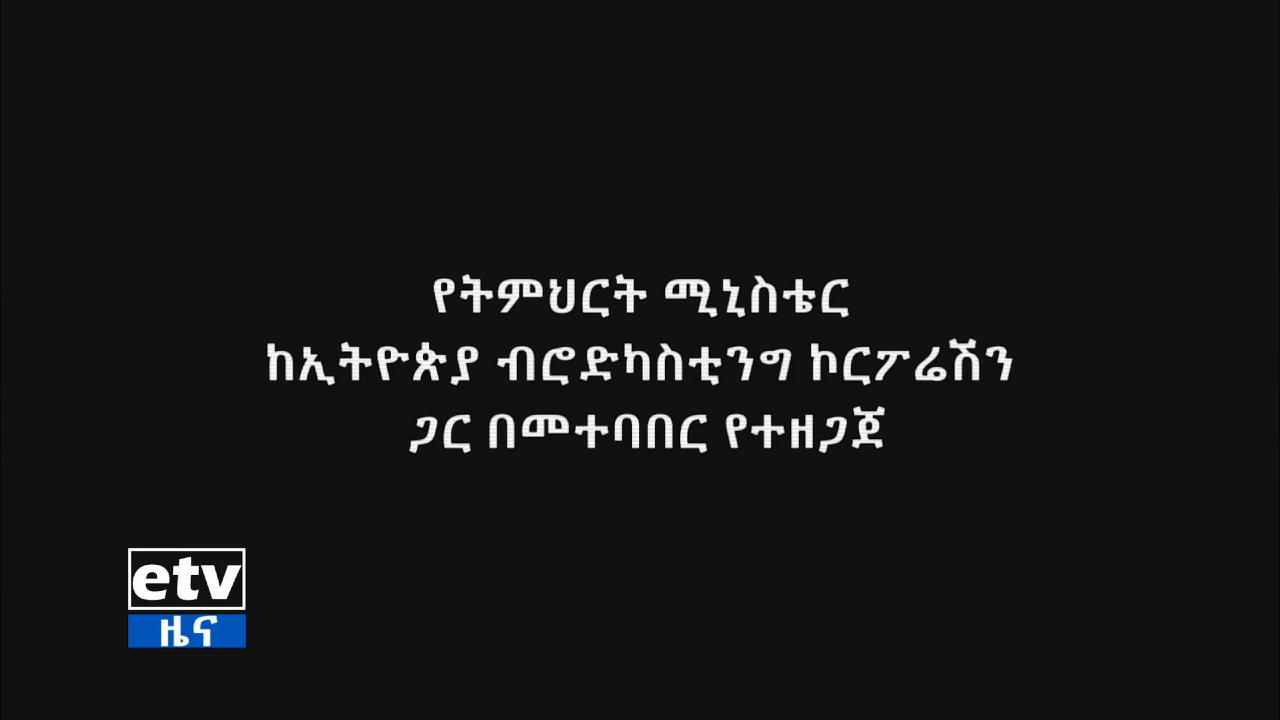 የትምህርት ሚኒስቴር
ከኢትዮጵያ ብሮድካስቲንግ ኮርፖሬሽን
ጋር በመተባበር የተዘጋጀ
etv
ዜና